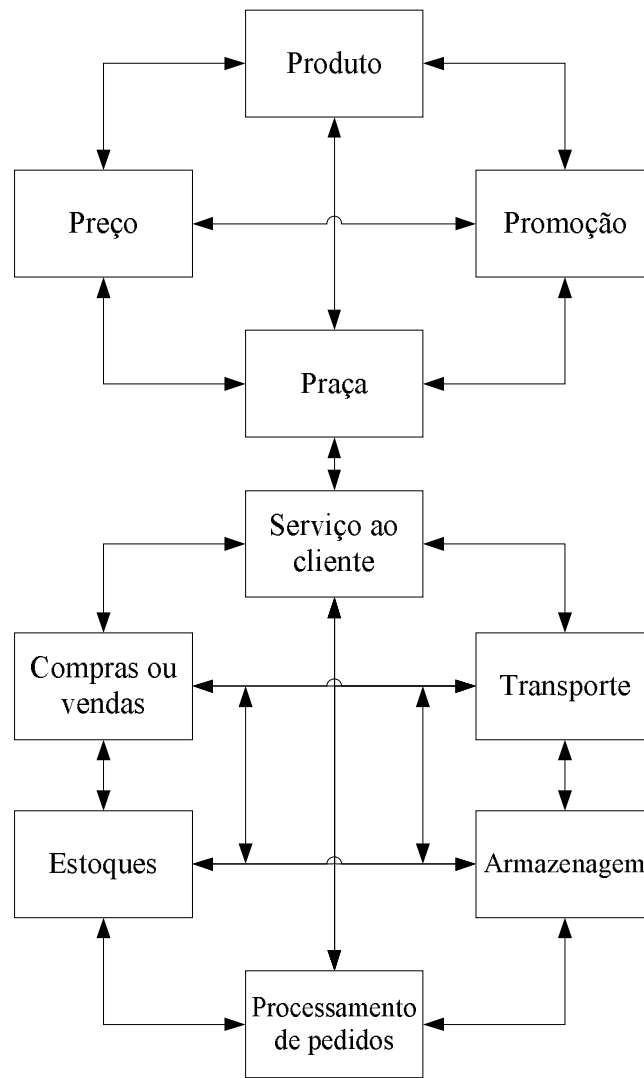 Produto
Preço
Promoção
Praça
Serviço ao
cliente
Compras ou
vendas
Transporte
Estoques
Armazenagem
Processamento
de pedidos